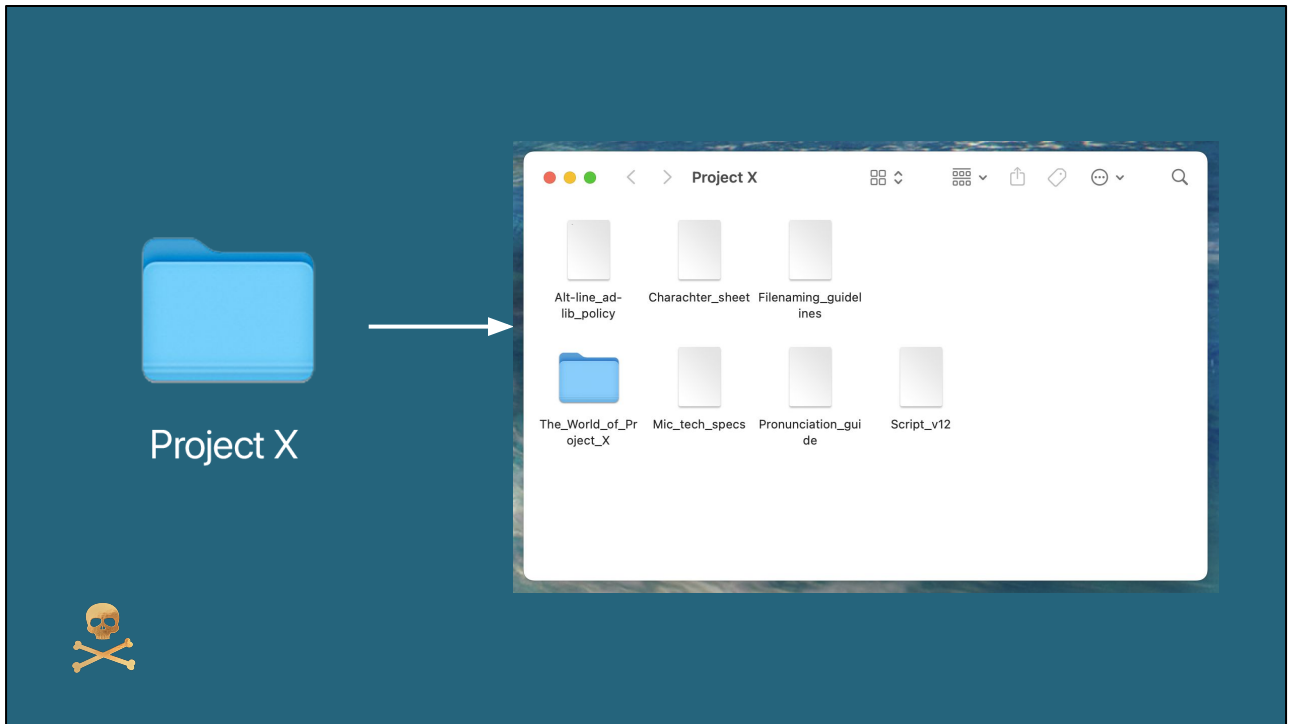 Project X
Project X
Alt-line_ad-
lib_policy
Charachter_sheet
Filenaming_guidel
ines
The_World_of_Pr
oject_X
Mic_tech_specs
Pronunciation_gui
de
Script_v12